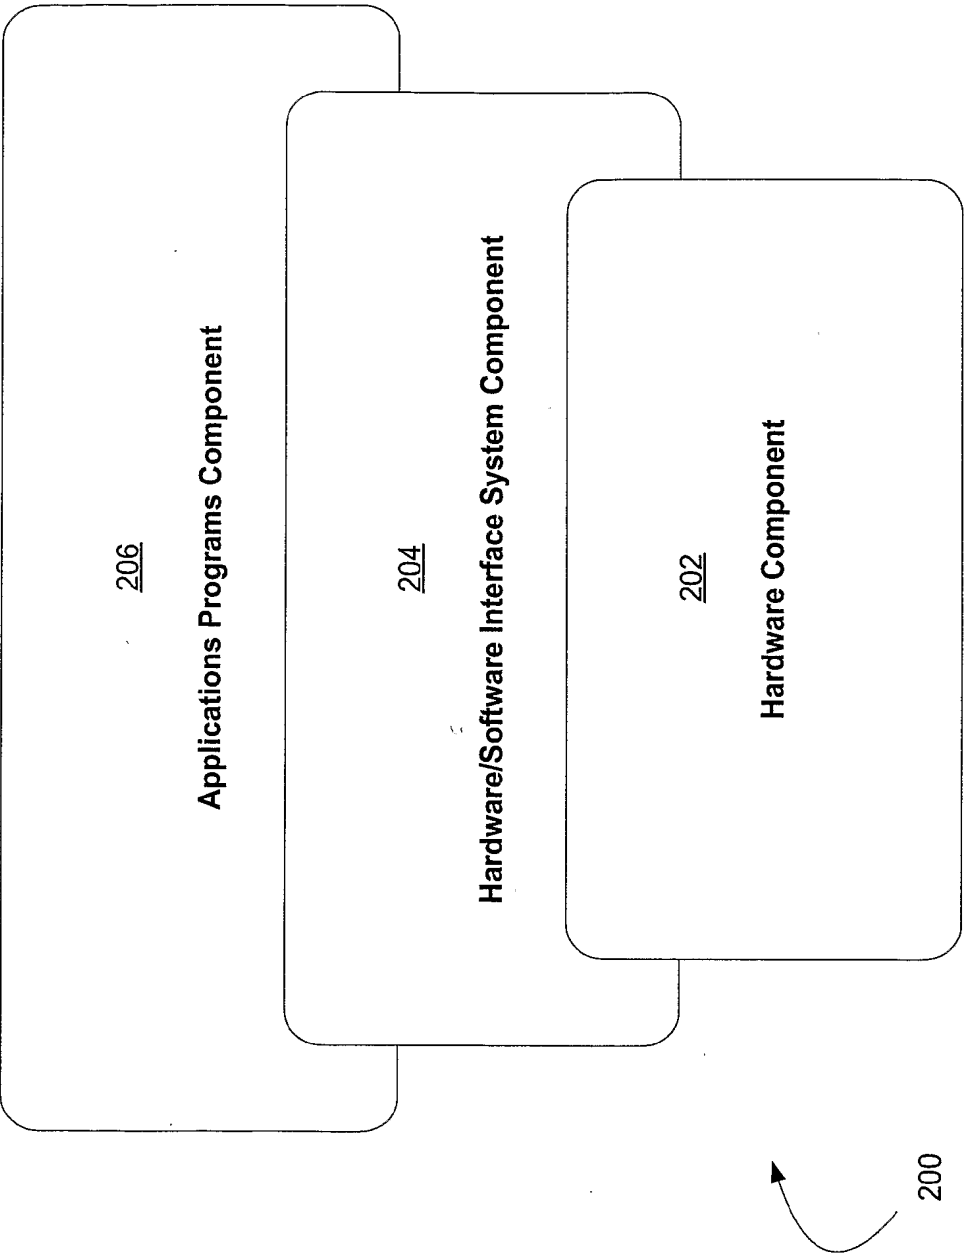 206
Applications Programs Component
204
Hardware/Software Interface System Component
202
Hardware Component
200